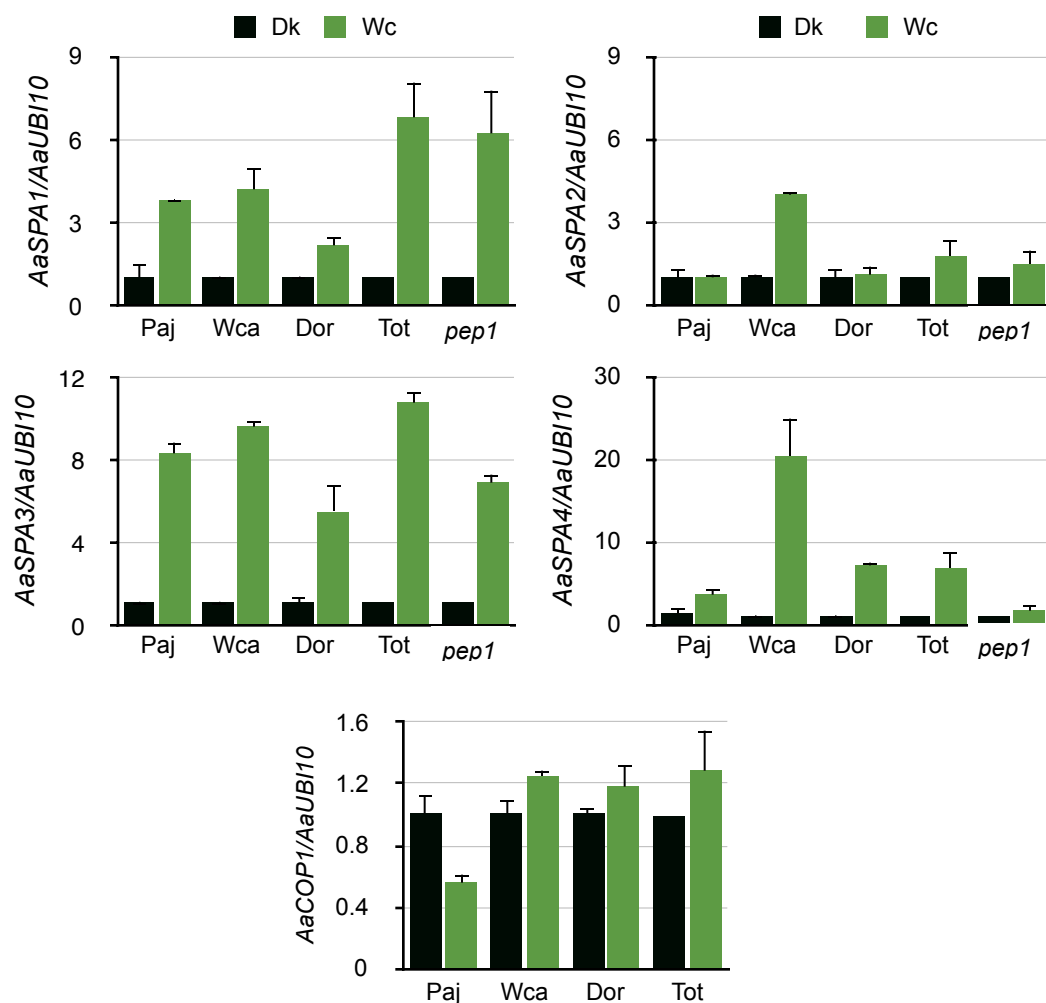 Dk Wc
Dk Wc
AaSPA1/AaUBI10
9
6
3
0
Paj Wca Dor Tot pep1
AaSPA2/AaUBI10
9
6
3
0
Paj Wca Dor Tot pep1
AaSPA3/AaUBI10
12
8
4
0
Paj Wca Dor Tot pep1
AaSPA4/AaUBI10
30
20
10
0
Paj Wca Dor Tot pep1
AaCOP1/AaUBI10
1.6
1.2
0.8
0.4
0
Paj Wca Dor Tot